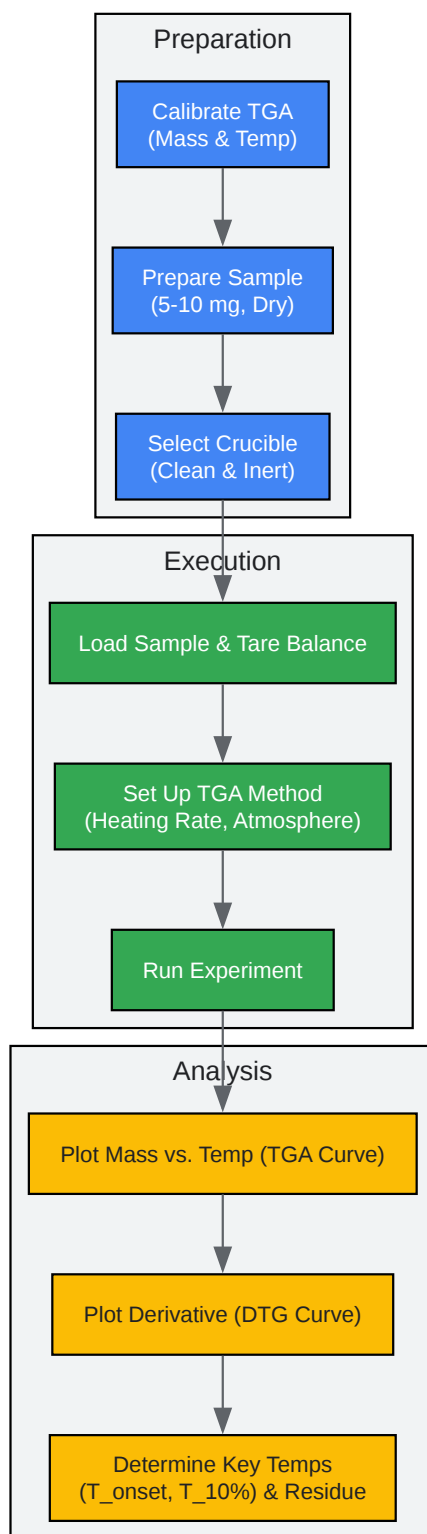 Preparation
Calibrate TGA
(Mass & Temp)
Prepare Sample
(5-10 mg, Dry)
Select Crucible
(Clean & Inert)
Execution
Load Sample & Tare Balance
Set Up TGA Method
(Heating Rate, Atmosphere)
Run Experiment
Analysis
Plot Mass vs. Temp (TGA Curve)
Plot Derivative (DTG Curve)
Determine Key Temps
(T_onset, T_10%) & Residue